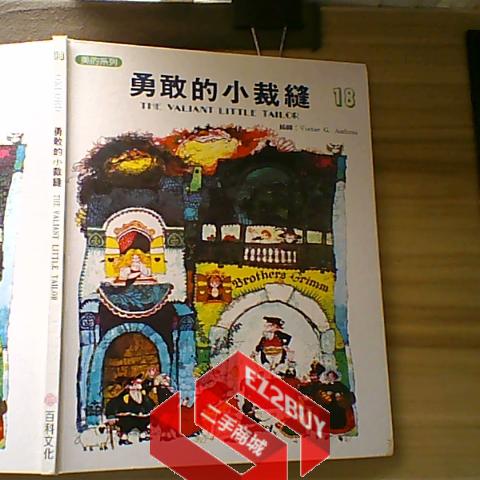 美的系列
勇敢的小裁縫
18
THE VALIANT LITTLE TAILOR
插繪：Victor G. Ambrus
Brothers Grimm
勇敢的小裁縫 THE VALIANT LITTLE TAILOR
百科文化
EZ2BUY
二手商城